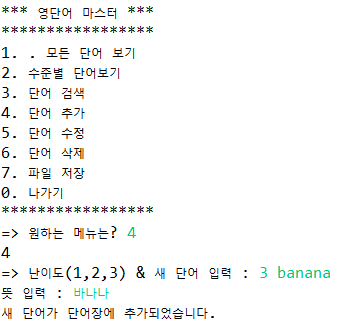 *** 영단어 마스터 ***
*****************
1. . 모든 단어 보기
2. 수준별 단어보기
3. 단어 검색
4. 단어 추가
5. 단어 수정
6. 단어 삭제
7. 파일 저장
0. 나가기
*****************
=> 원하는 메뉴는? 4
4
=> 난이도(1,2,3) & 새 단어 입력 : 3 banana
뜻 입력 : 바나나
새 단어가 단어장에 추가되었습니다.